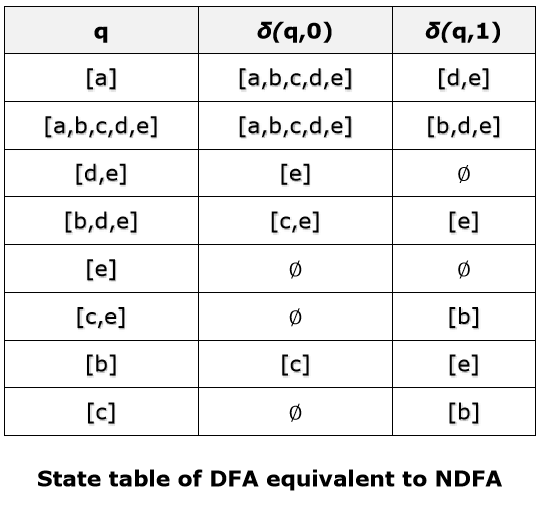 q δ(q,0) δ(q,1)
[a] [a,b,c,d,e] [d,e]
[a,b,c,d,e] [a,b,c,d,e] [b,d,e]
[d,e] [e] ∅
[b,d,e] [c,e] [e]
[e] ∅ ∅
[c,e] ∅ [b]
[b] [c] [e]
[c] ∅ [b]
State table of DFA equivalent to NDFA